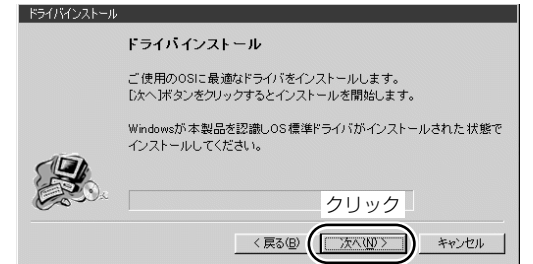 ドライバインストール
ドライバインストール
ご使用のOSに最適なドライバをインストールします。
[次へ]ボタンをクリックするとインストールを開始します。
Windowsが本製品を認識しOS標準ドライバがインストールされた状態で
インストールしてください。
クリック
< 戻る(B) 次へ(N) > キャンセル